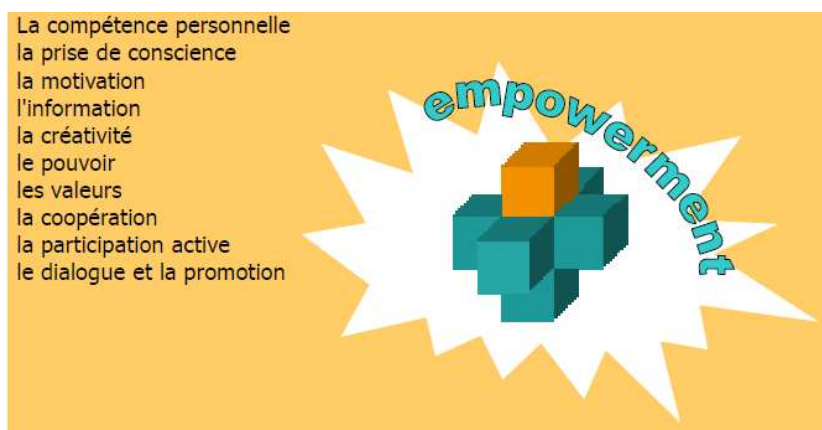 La compétence personnelle
la prise de conscience
la motivation
l'information
la créativité
le pouvoir
les valeurs
la coopération
la participation active
le dialogue et la promotion
empowerment